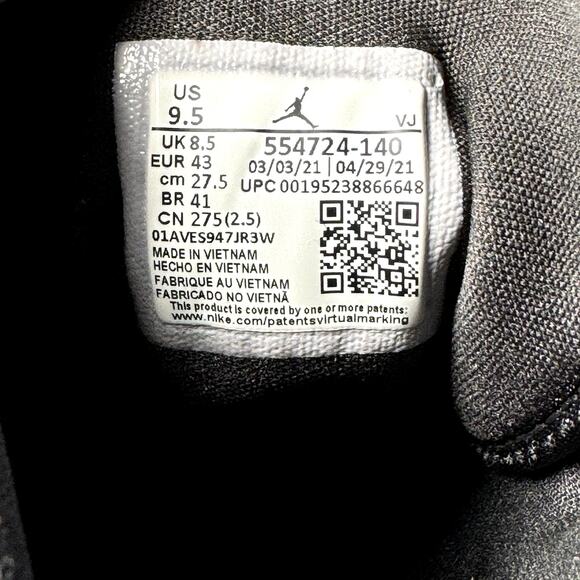 US
9.5
VJ
UK 8.5
554724-140
EUR 43
03/03/21 | 04/29/21
cm 27.5
UPC 00195238866648
BR 41
CN 275(2.5)
01AVES947JR3W
MADE IN VIETNAM
HECHO EN VIETNAM
FABRIQUE AU VIETNAM
FABRICADO NO VIETNÃ
This product is covered by one or more patents:
www.nike.com/patentsvirtualmarking